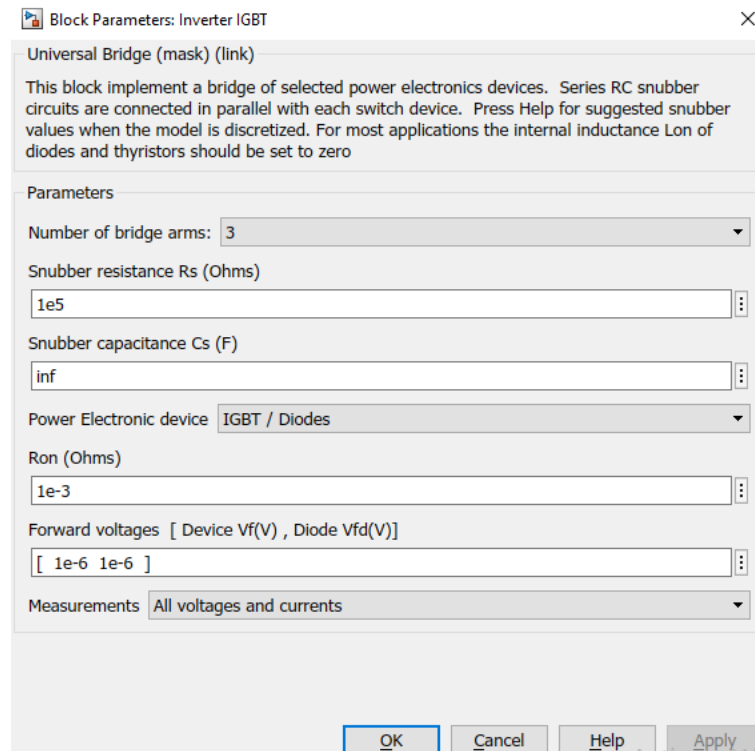 Block Parameters: Inverter IGBT
Universal Bridge (mask) (link)
This block implement a bridge of selected power electronics devices.  Series RC snubber
circuits are connected in parallel with each switch device.  Press Help for suggested snubber
values when the model is discretized. For most applications the internal inductance Lon of
diodes and thyristors should be set to zero
Parameters
Number of bridge arms: 3
Snubber resistance Rs (Ohms)
1e5
Snubber capacitance Cs (F)
inf
Power Electronic device IGBT / Diodes
Ron (Ohms)
1e-3
Forward voltages  [ Device Vf(V) , Diode Vfd(V)]
[ 1e-6 1e-6 ]
Measurements All voltages and currents
OK Cancel Help Apply